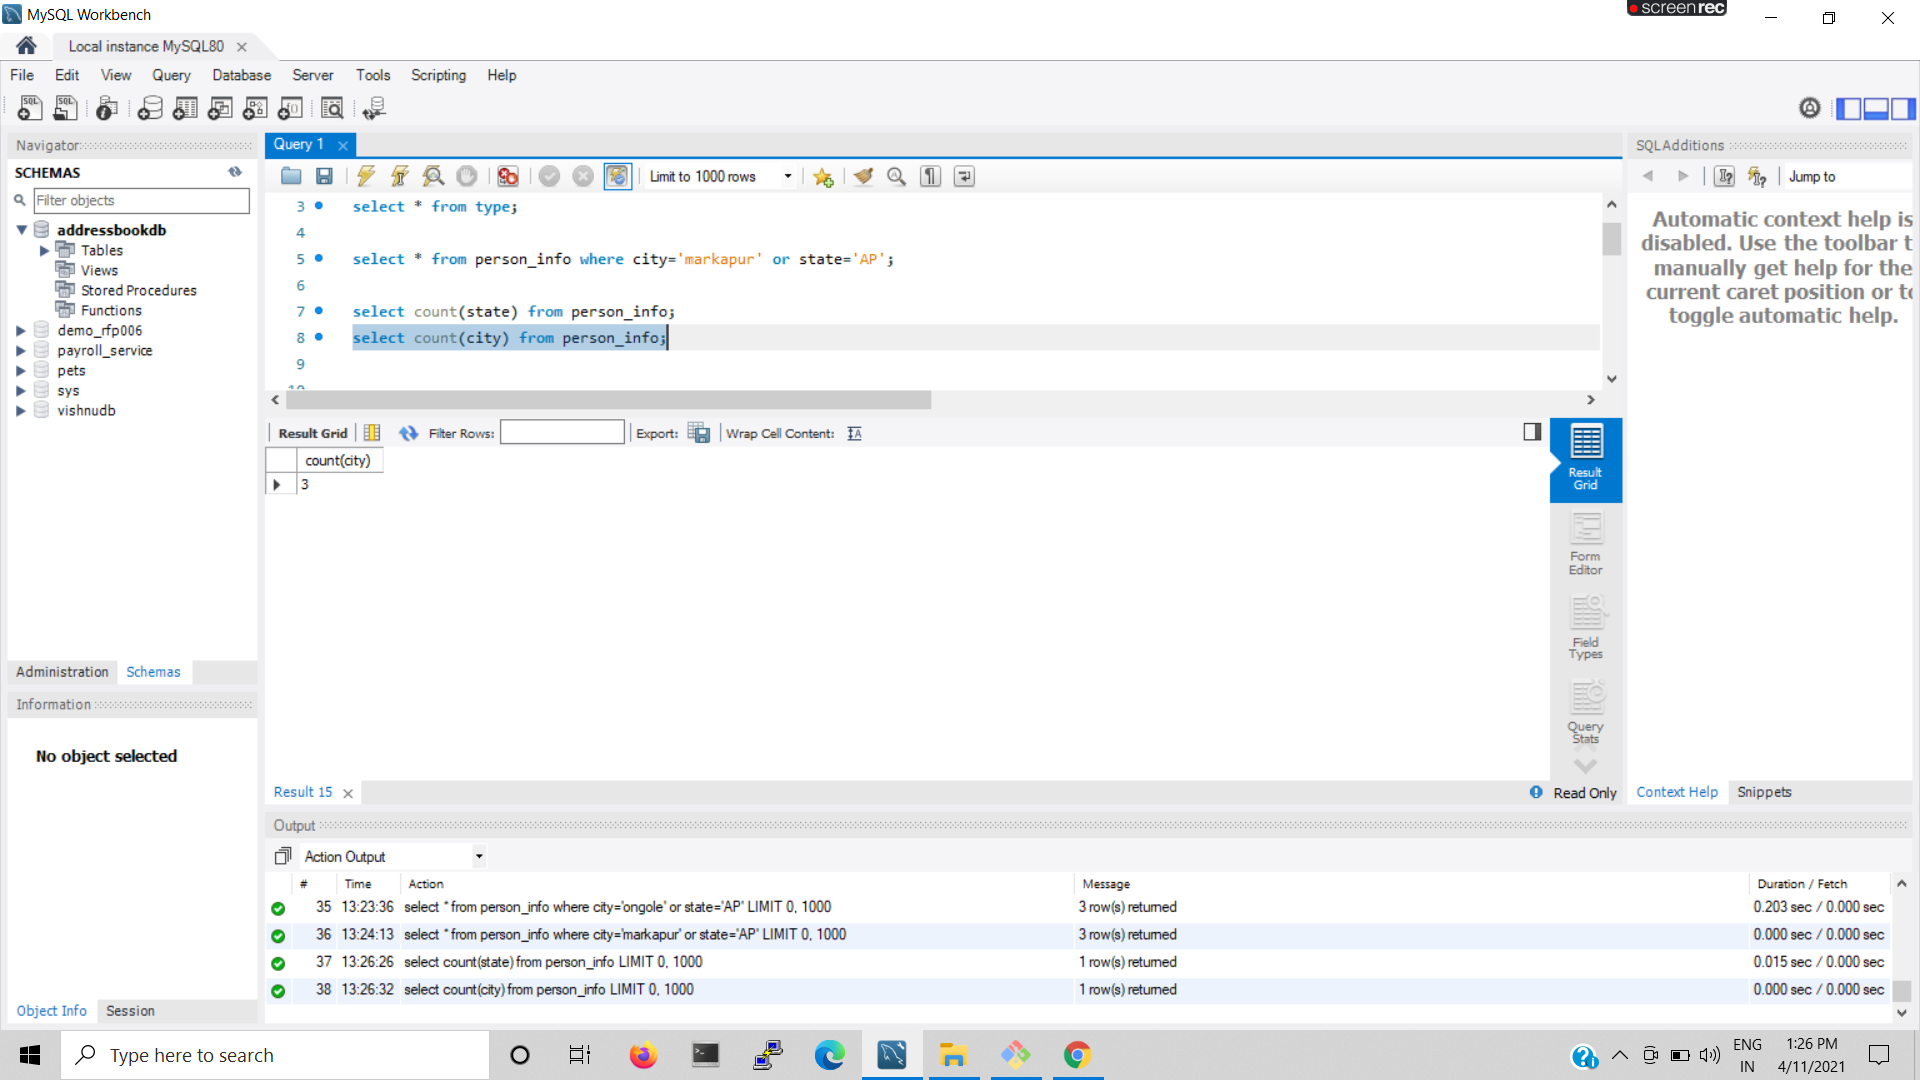 MySQL Workbench
screenrec
Local instance MySQL80
File Edit View Query Database Server Tools Scripting Help
Navigator
SCHEMAS
Filter objects
addressbookdb
Tables
Views
Stored Procedures
Functions
demo_rfp006
payroll_service
pets
sys
vishnudb
Administration Schemas
Information
No object selected
Object Info Session
Query 1
Limit to 1000 rows
3 select * from type;
4
5 select * from person_info where city='markapur' or state='AP';
6
7 select count(state) from person_info;
8 select count(city) from person_info;
9
Result Grid Filter Rows: Export: Wrap Cell Content:
count(city)
3
Result Grid
Form Editor
Field Types
Query Stats
Result 15
Read Only
SQLAdditions
Jump to
Automatic context help is
disabled. Use the toolbar t
manually get help for the
current caret position or to
toggle automatic help.
Context Help Snippets
Output
Action Output
# Time Action Message Duration / Fetch
35 13:23:36 select * from person_info where city='ongole' or state='AP' LIMIT 0, 1000 3 row(s) returned 0.203 sec / 0.000 sec
36 13:24:13 select * from person_info where city='markapur' or state='AP' LIMIT 0, 1000 3 row(s) returned 0.000 sec / 0.000 sec
37 13:26:26 select count(state) from person_info LIMIT 0, 1000 1 row(s) returned 0.015 sec / 0.000 sec
38 13:26:32 select count(city) from person_info LIMIT 0, 1000 1 row(s) returned 0.000 sec / 0.000 sec
Type here to search
ENG
IN
1:26 PM
4/11/2021